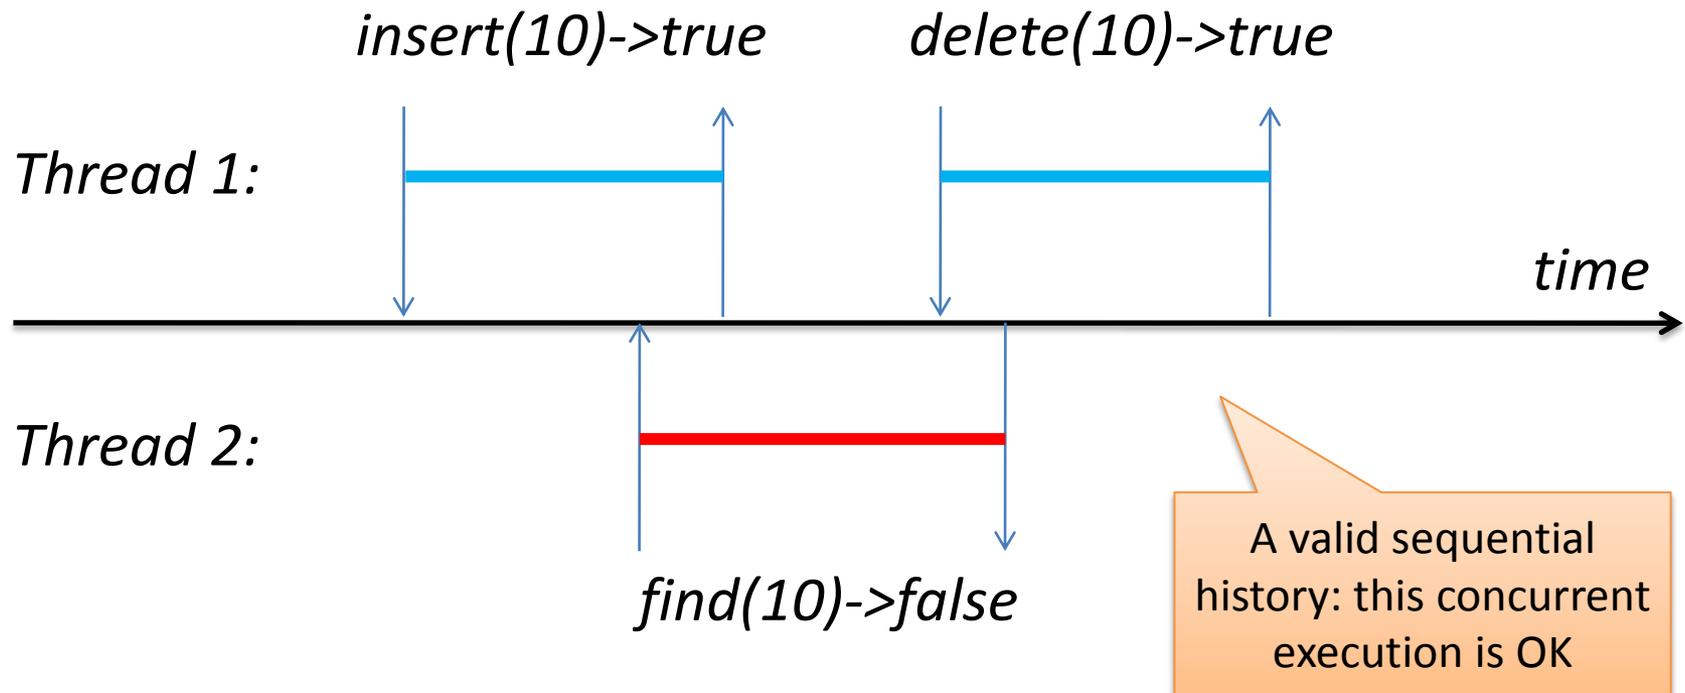 insert(10)->true
delete(10)->true
Thread 1:
time
Thread 2:
find(10)->false
A valid sequential
history: this concurrent
execution is OK